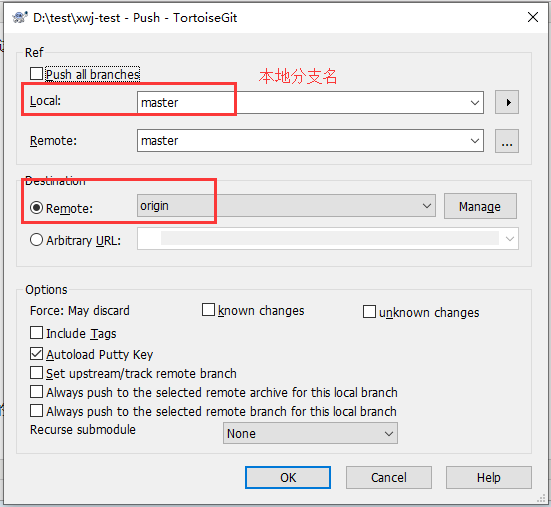 D:\test\xwj-test - Push - TortoiseGit
Ref
Push all branches
本地分支名
Local:
master
Remote:
master
...
Destination
Remote:
origin
Manage
Arbitrary URL:
Options
Force: May discard
known changes
unknown changes
Include Tags
Autoload Putty Key
Set upstream/track remote branch
Always push to the selected remote archive for this local branch
Always push to the selected remote branch for this local branch
Recurse submodule
None
OK
Cancel
Help